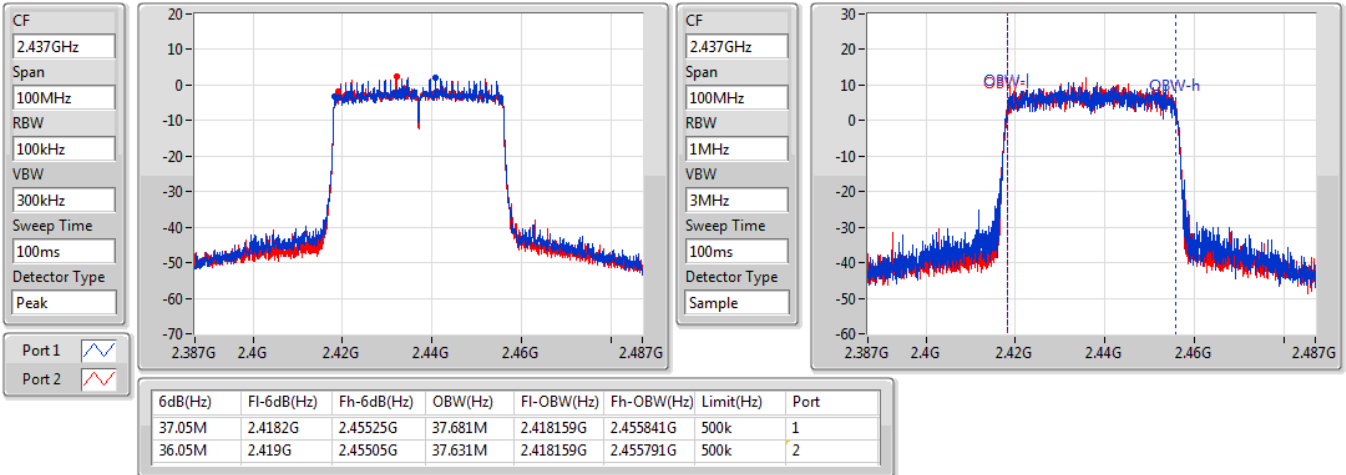 CF
2.437GHz
Span
100MHz
RBW
100kHz
VBW
300kHz
Sweep Time
100ms
Detector Type
Peak
20
10
0
-10
-20
-30
-40
-50
-60
-70
2.387G 2.4G 2.42G 2.44G 2.46G 2.487G
CF
2.437GHz
Span
100MHz
RBW
1MHz
VBW
3MHz
Sweep Time
100ms
Detector Type
Sample
30
20
10
0
-10
-20
-30
-40
-50
-60
OBW-l
OBW-h
2.387G 2.4G 2.42G 2.44G 2.46G 2.487G
Port 1
Port 2
6dB(Hz) Fl-6dB(Hz) Fh-6dB(Hz) OBW(Hz) Fl-OBW(Hz) Fh-OBW(Hz) Limit(Hz) Port
37.05M 2.4182G 2.45525G 37.681M 2.418159G 2.455841G 500k 1
36.05M 2.419G 2.45505G 37.631M 2.418159G 2.455791G 500k 2